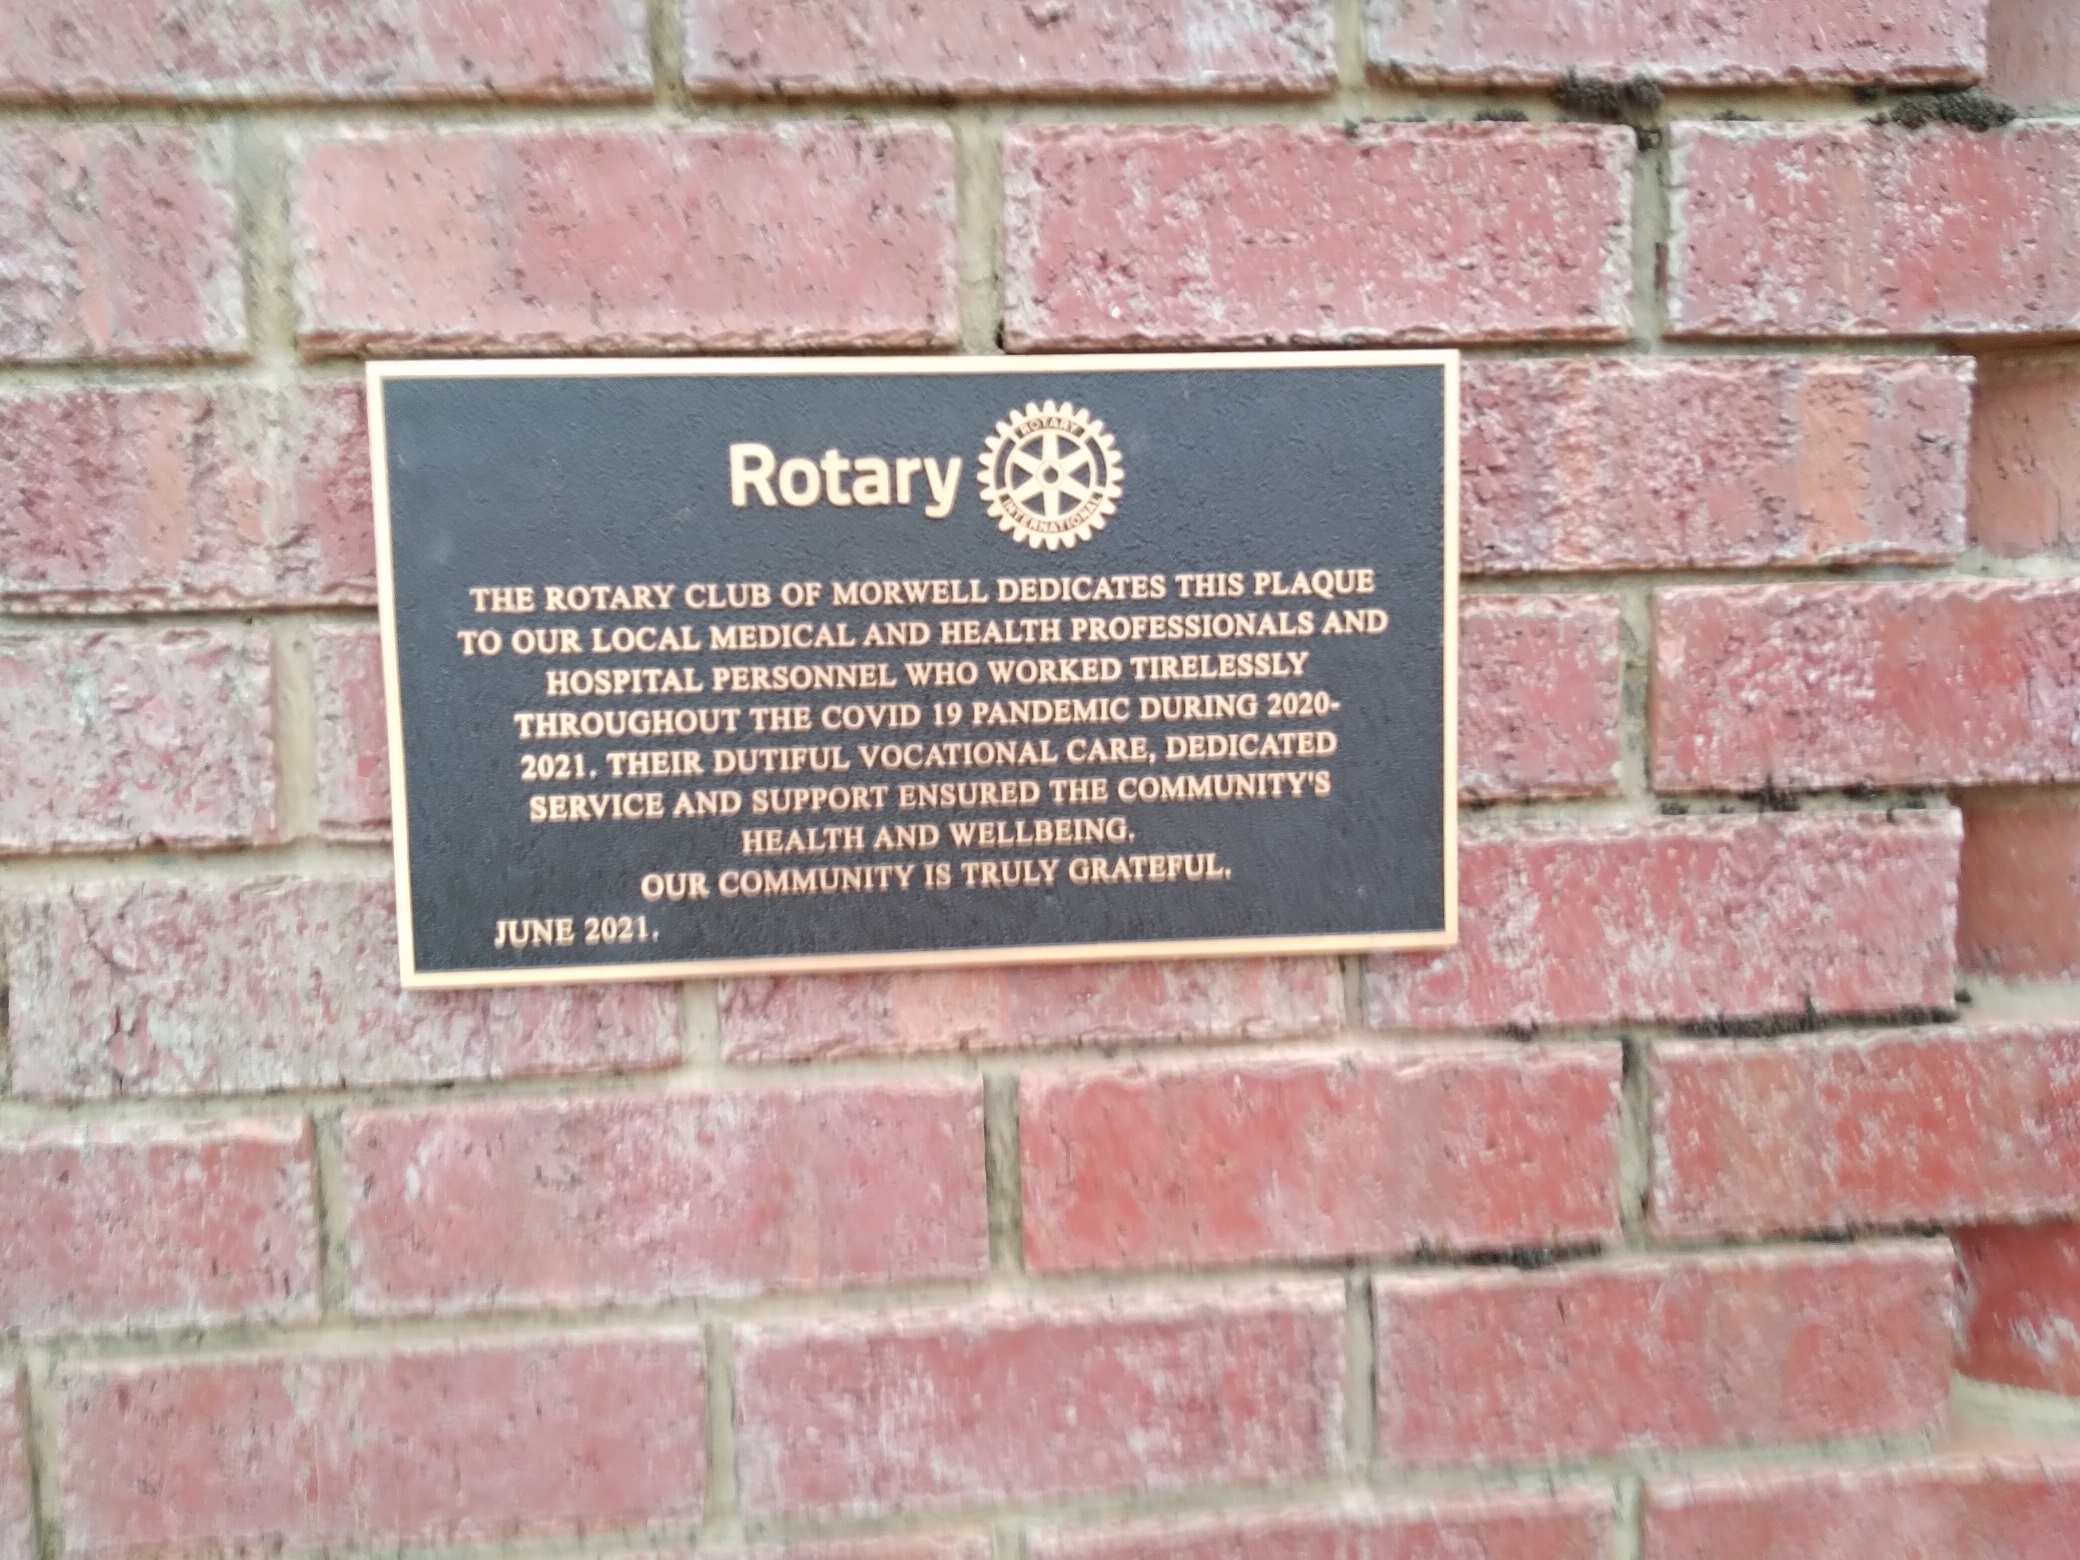 Rotary
ROTARY
INTERNATIONAL
THE ROTARY CLUB OF MORWELL DEDICATES THIS PLAQUE
TO OUR LOCAL MEDICAL AND HEALTH PROFESSIONALS AND
HOSPITAL PERSONNEL WHO WORKED TIRELESSLY
THROUGHOUT THE COVID 19 PANDEMIC DURING 2020-
2021. THEIR DUTIFUL VOCATIONAL CARE, DEDICATED
SERVICE AND SUPPORT ENSURED THE COMMUNITY'S
HEALTH AND WELLBEING.
OUR COMMUNITY IS TRULY GRATEFUL.
JUNE 2021.